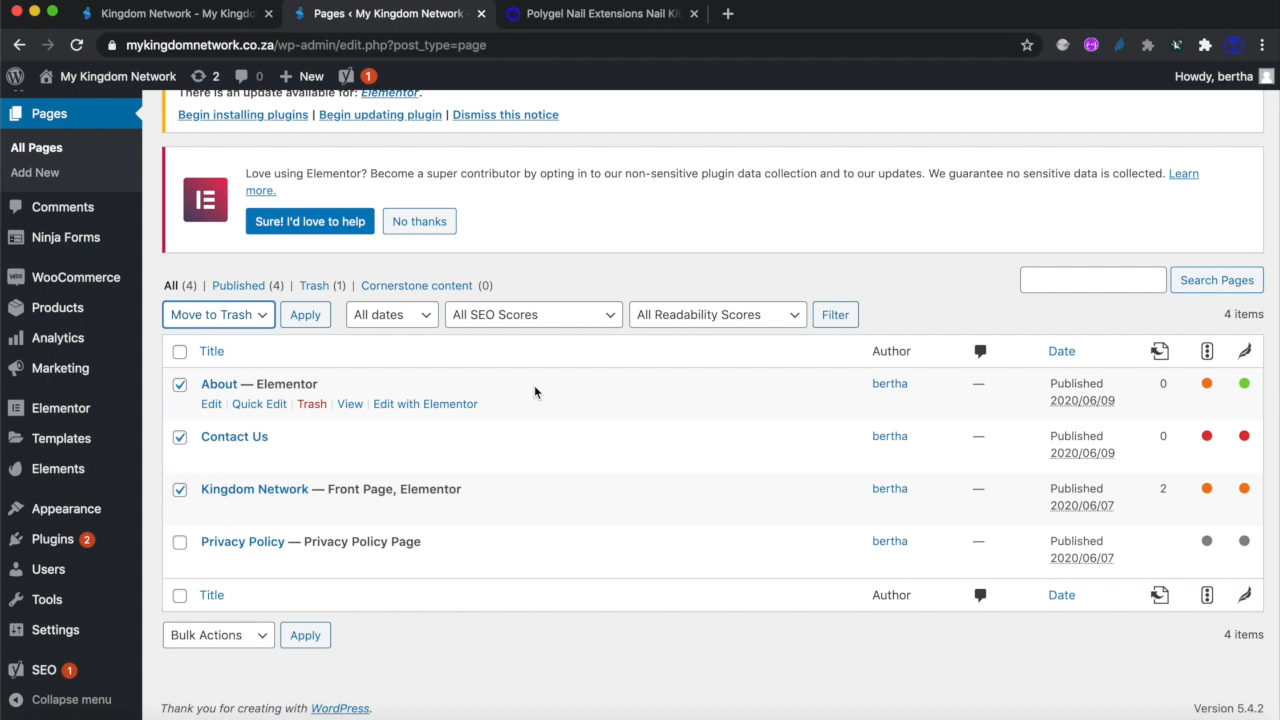 Kingdom Network - My Kingdo
Pages ‹ My Kingdom Network
Polygel Nail Extensions Nail Kit
mykingdomnetwork.co.za/wp-admin/edit.php?post_type=page
My Kingdom Network
2
0
New
1
Howdy, bertha
Pages
All Pages
Add New
Comments
Ninja Forms
WooCommerce
Products
Analytics
Marketing
Elementor
Templates
Elements
Appearance
Plugins 2
Users
Tools
Settings
SEO 1
Collapse menu
There is an update available for: Elementor.
Begin installing plugins | Begin updating plugin | Dismiss this notice
Love using Elementor? Become a super contributor by opting in to our non-sensitive plugin data collection and to our updates. We guarantee no sensitive data is collected. Learn
more.
Sure! I'd love to help
No thanks
All (4) | Published (4) | Trash (1) | Cornerstone content (0)
Search Pages
Move to Trash
Apply
All dates
All SEO Scores
All Readability Scores
Filter
4 items
Title
Author
Date
About — Elementor
bertha
—
Published
2020/06/09
0
Edit | Quick Edit | Trash | View | Edit with Elementor
Contact Us
bertha
—
Published
2020/06/09
0
Kingdom Network — Front Page, Elementor
bertha
—
Published
2020/06/07
2
Privacy Policy — Privacy Policy Page
bertha
—
Published
2020/06/07
Title
Author
Date
Bulk Actions
Apply
4 items
Thank you for creating with WordPress.
Version 5.4.2